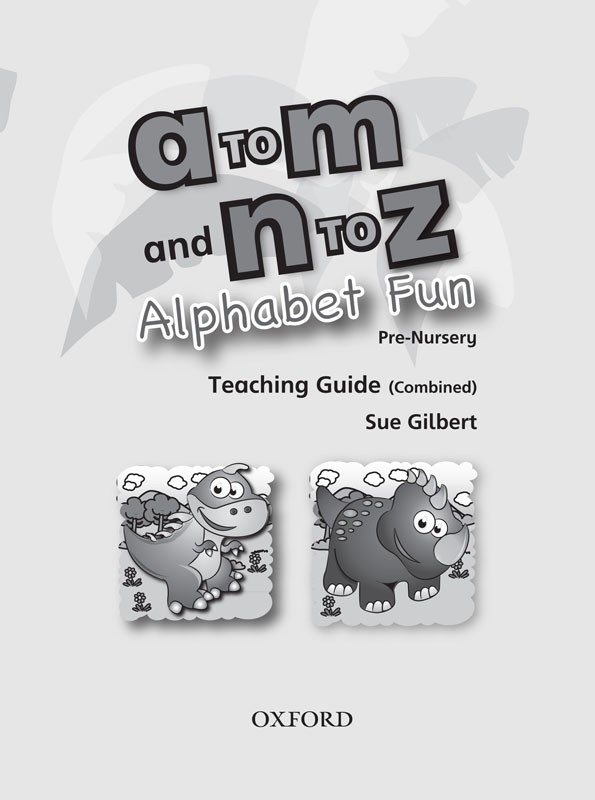 a TO m
and n TO z
Alphabet Fun
Pre-Nursery
Teaching Guide (Combined)
Sue Gilbert
OXFORD